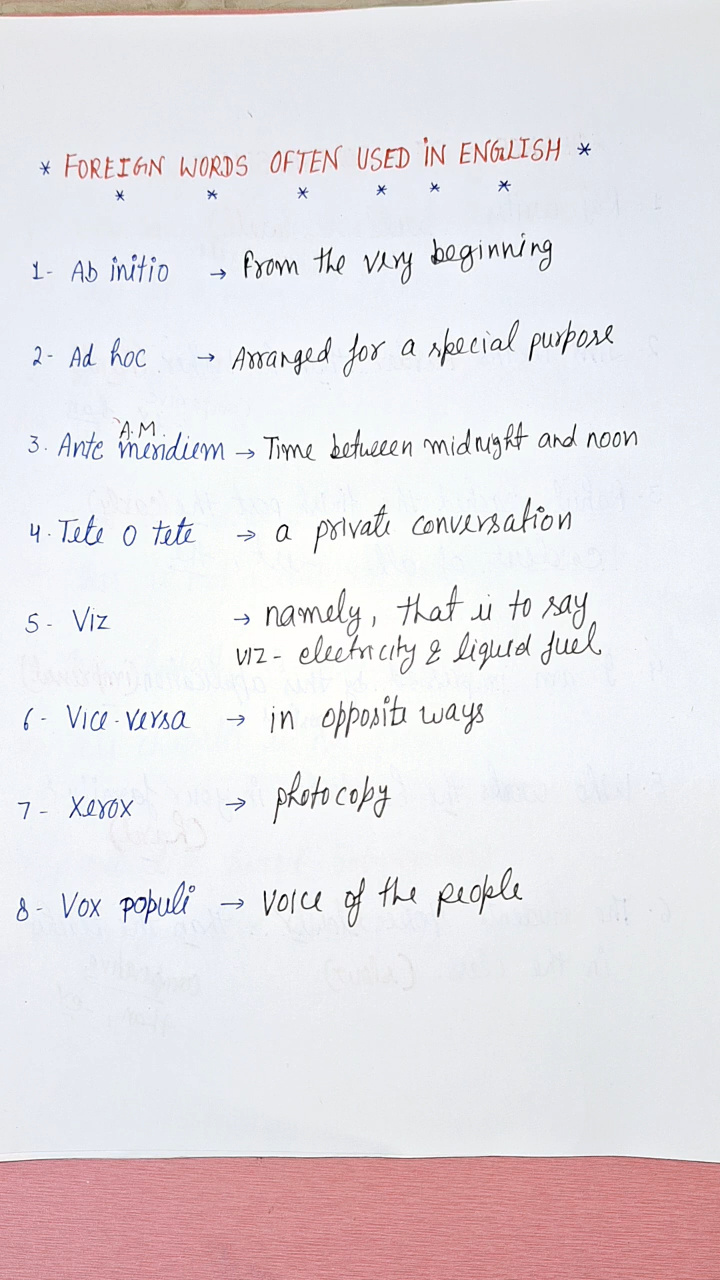 * FOREIGN WORDS OFTEN USED IN ENGLISH *
* * * * * *
1- Ab initio → From the very beginning
2- Ad hoc → Arranged for a special purpose
A.M.
3. Ante meridiem → Time between midnight and noon
4. Tete o tete → a private conversation
5- Viz → namely, that is to say
VIZ - electricity & liquid fuel
6- Vice-versa → in opposite ways
7- Xerox → photocopy
8- Vox populi → Voice of the people